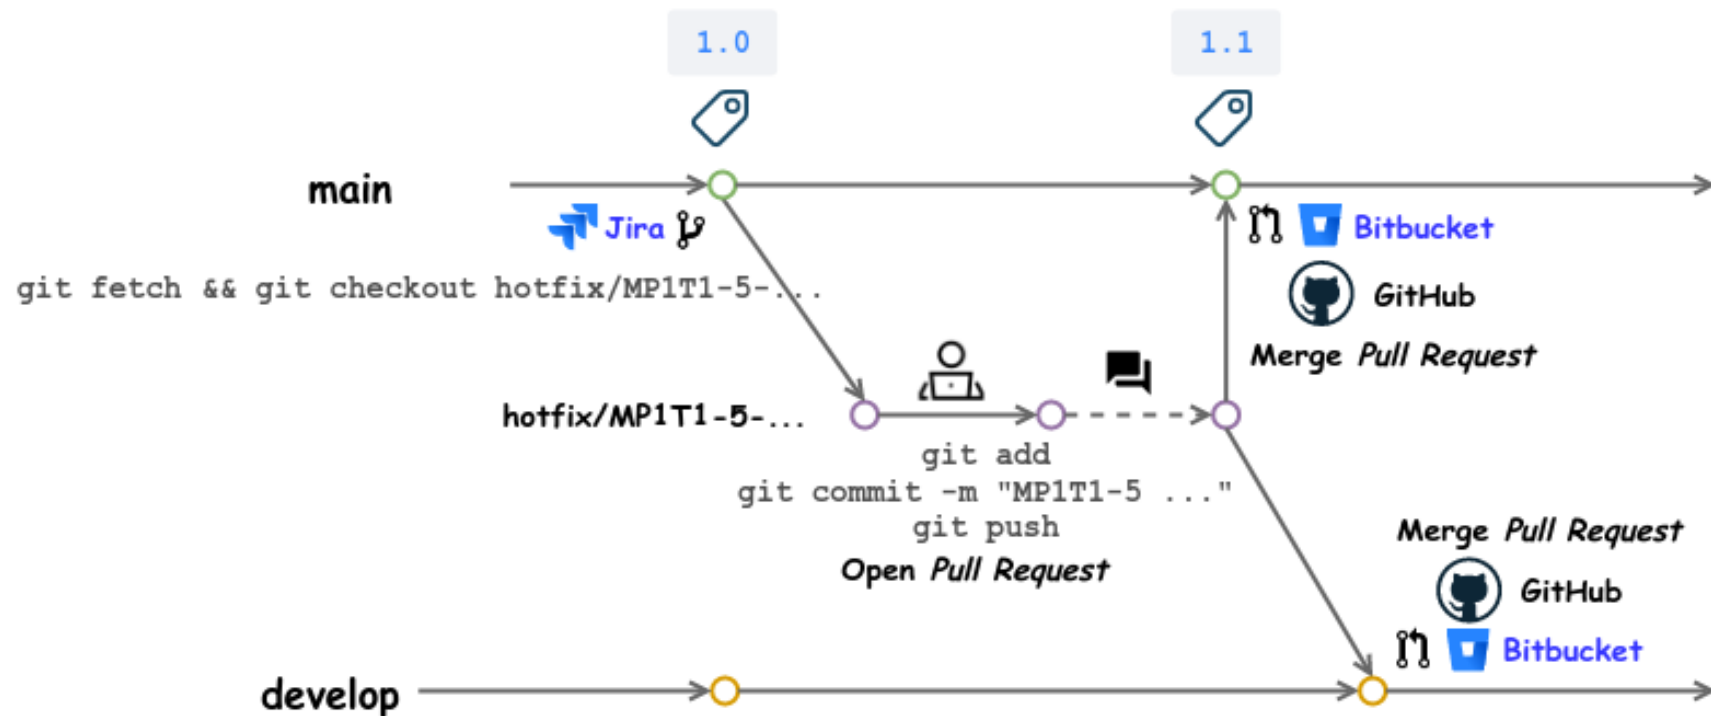 1.0
1.1
main
Jira
Bitbucket
git fetch && git checkout hotfix/MP1T1-5-...
GitHub
Merge Pull Request
hotfix/MP1T1-5-...
git add
git commit -m "MP1T1-5 ..."
git push
Open Pull Request
Merge Pull Request
GitHub
Bitbucket
develop